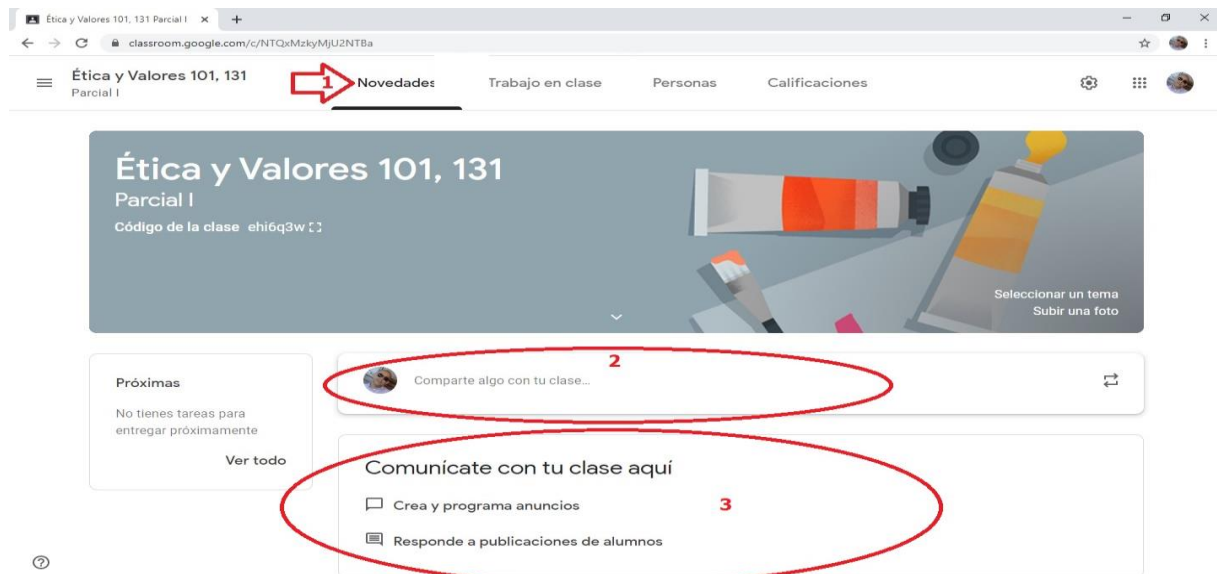 Ética y Valores 101, 131 Parcial I
classroom.google.com/c/NTQxMzkyMjU2NTBa
Ética y Valores 101, 131
Parcial I
1
Novedades
Trabajo en clase
Personas
Calificaciones
Ética y Valores 101, 131
Parcial I
Código de la clase ehi6q3w
Seleccionar un tema
Subir una foto
2
Próximas
No tienes tareas para
entregar próximamente
Ver todo
Comparte algo con tu clase...
Comunícate con tu clase aquí
Crea y programa anuncios
3
Responde a publicaciones de alumnos